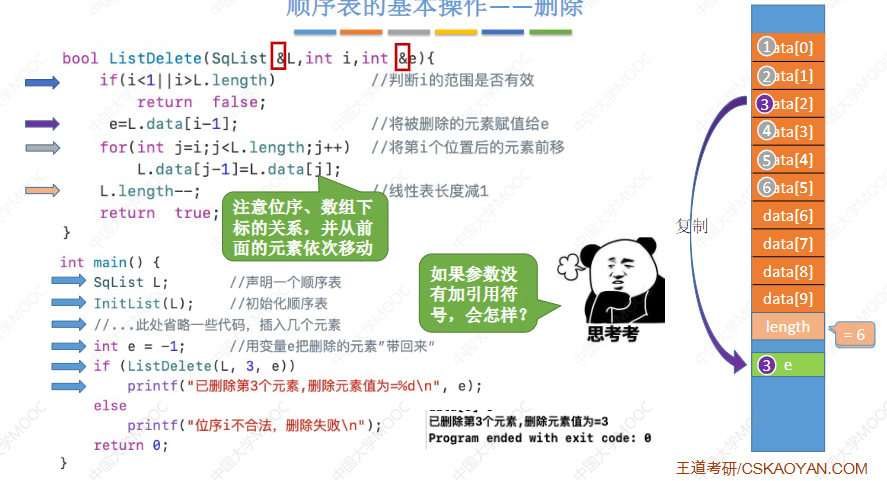 顺序表的基本操作——删除
bool ListDelete(SqList &L,int i,int &e){
if(i<1||i>L.length) //判断i的范围是否有效
return false;
e=L.data[i-1]; //将被删除的元素赋值给e
for(int j=i;j<L.length;j++) //将第i个位置后的元素前移
L.data[j-1]=L.data[j];
L.length--; //线性表长度减1
return true;
}
注意位序、数组下
标的关系，并从前
面的元素依次移动
int main() {
SqList L; //声明一个顺序表
InitList(L); //初始化顺序表
//...此处省略一些代码，插入几个元素
int e = -1; //用变量e把删除的元素"带回来"
if (ListDelete(L, 3, e))
printf("已删除第3个元素,删除元素值为=%d\n", e);
else
printf("位序i不合法，删除失败\n");
return 0;
}
如果参数没
有加引用符
号，会怎样？
思考考
已删除第3个元素,删除元素值为=3
Program ended with exit code: 0
复制
1 data[0]
2 data[1]
3 data[2]
4 data[3]
5 data[4]
6 data[5]
data[6]
data[7]
data[8]
data[9]
length
= 6
3 e
王道考研/CSKAOYAN.COM
中国大学MOOC